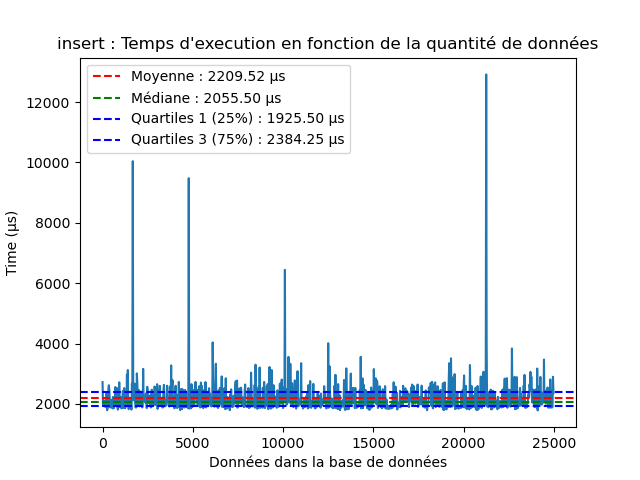 insert : Temps d'execution en fonction de la quantité de données
Moyenne : 2209.52 µs
Médiane : 2055.50 µs
Quartiles 1 (25%) : 1925.50 µs
Quartiles 3 (75%) : 2384.25 µs
12000
10000
8000
6000
4000
2000
Time (µs)
0 5000 10000 15000 20000 25000
Données dans la base de données